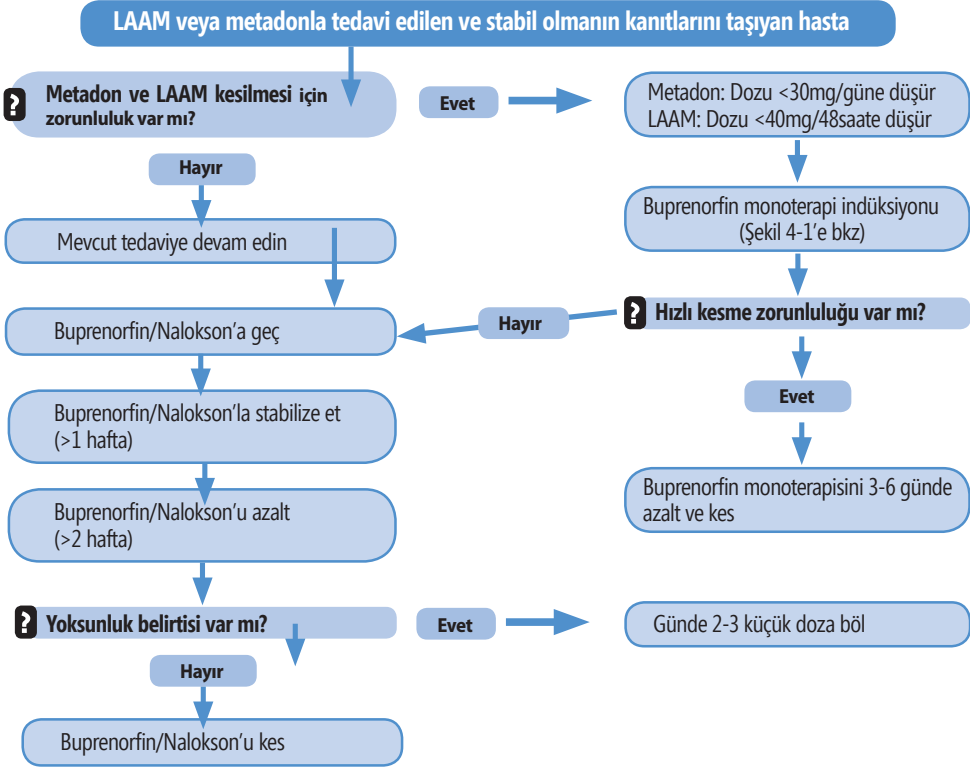 LAAM veya metadonla tedavi edilen ve stabil olmanın kanıtlarını taşıyan hasta
? Metadon ve LAAM kesilmesi için
zorunluluk var mı?
Evet
Metadon: Dozu <30mg/güne düşür
LAAM: Dozu <40mg/48saate düşür
Hayır
Mevcut tedaviye devam edin
Buprenorfin monoterapi indüksiyonu
(Şekil 4-1'e bkz)
? Hızlı kesme zorunluluğu var mı?
Hayır
Buprenorfin/Nalokson'a geç
Evet
Buprenorfin/Nalokson'la stabilize et
(>1 hafta)
Buprenorfin monoterapisini 3-6 günde
azalt ve kes
Buprenorfin/Nalokson'u azalt
(>2 hafta)
? Yoksunluk belirtisi var mı?
Evet
Günde 2-3 küçük doza böl
Hayır
Buprenorfin/Nalokson'u kes